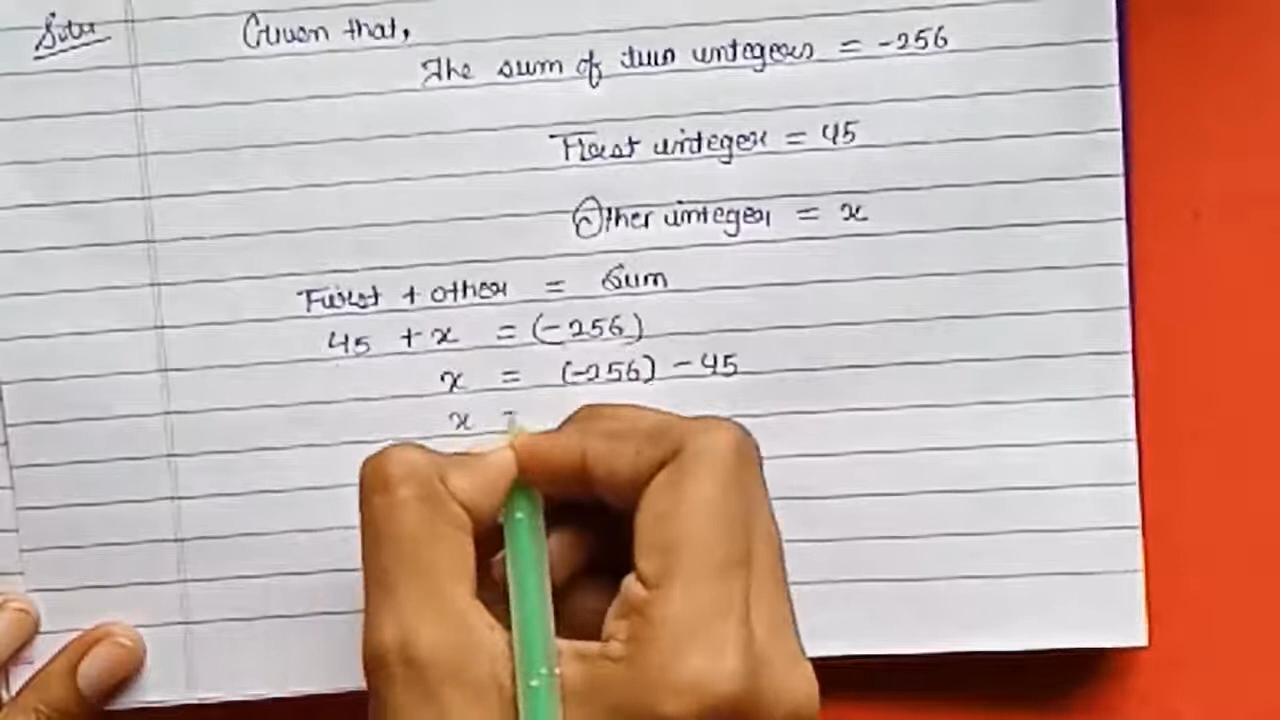 Soln
Given that,
The sum of two integers = -256
First integer = 45
Other integer = x
First + other = Sum
45 + x = (-256)
x = (-256) - 45
x =